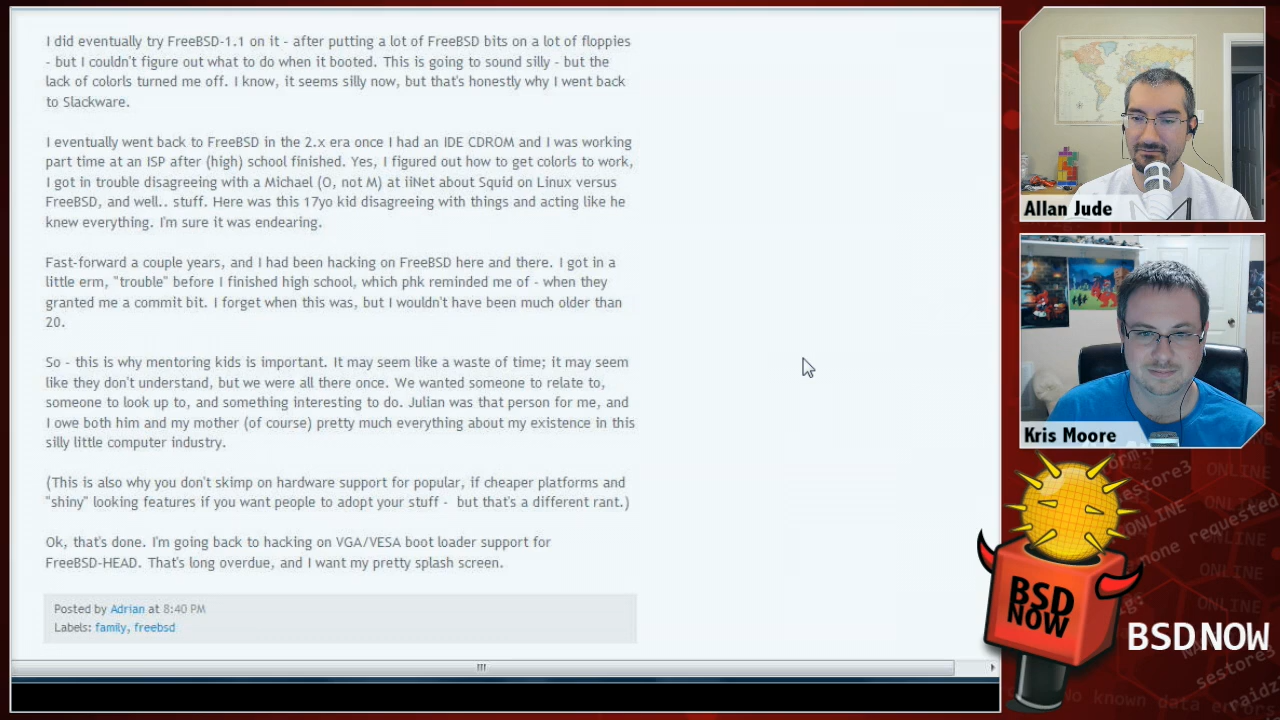 I did eventually try FreeBSD-1.1 on it - after putting a lot of FreeBSD bits on a lot of floppies
- but I couldn't figure out what to do when it booted. This is going to sound silly - but the
lack of colorls turned me off. I know, it seems silly now, but that's honestly why I went back
to Slackware.
I eventually went back to FreeBSD in the 2.x era once I had an IDE CDROM and I was working
part time at an ISP after (high) school finished. Yes, I figured out how to get colorls to work,
I got in trouble disagreeing with a Michael (O, not M) at iiNet about Squid on Linux versus
FreeBSD, and well.. stuff. Here was this 17yo kid disagreeing with things and acting like he
knew everything. I'm sure it was endearing.
Fast-forward a couple years, and I had been hacking on FreeBSD here and there. I got in a
little erm, "trouble" before I finished high school, which phk reminded me of - when they
granted me a commit bit. I forget when this was, but I wouldn't have been much older than
20.
So - this is why mentoring kids is important. It may seem like a waste of time; it may seem
like they don't understand, but we were all there once. We wanted someone to relate to,
someone to look up to, and something interesting to do. Julian was that person for me, and
I owe both him and my mother (of course) pretty much everything about my existence in this
silly little computer industry.
(This is also why you don't skimp on hardware support for popular, if cheaper platforms and
"shiny" looking features if you want people to adopt your stuff - but that's a different rant.)
Ok, that's done. I'm going back to hacking on VGA/VESA boot loader support for
FreeBSD-HEAD. That's long overdue, and I want my pretty splash screen.
Posted by Adrian at 8:40 PM
Labels: family, freebsd
Allan Jude
Kris Moore
BSD
NOW
BSDNOW
estore3
ONLINE
ONLINE
none requested
ONLINE
ONLINE
sestore3
No known data
raidz